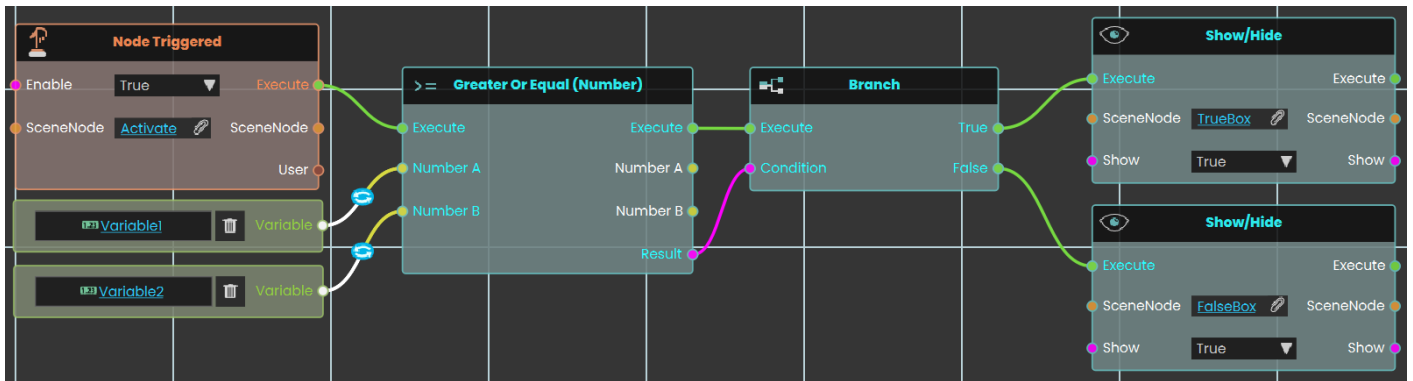 Node Triggered
Enable True Execute
SceneNode Activate SceneNode
User
Variable1 Variable
Variable2 Variable
>= Greater Or Equal (Number)
Execute Execute
Number A Number A
Number B Number B
Result
Branch
Execute True
Condition False
Show/Hide
Execute Execute
SceneNode TrueBox SceneNode
Show True Show
Show/Hide
Execute Execute
SceneNode FalseBox SceneNode
Show True Show